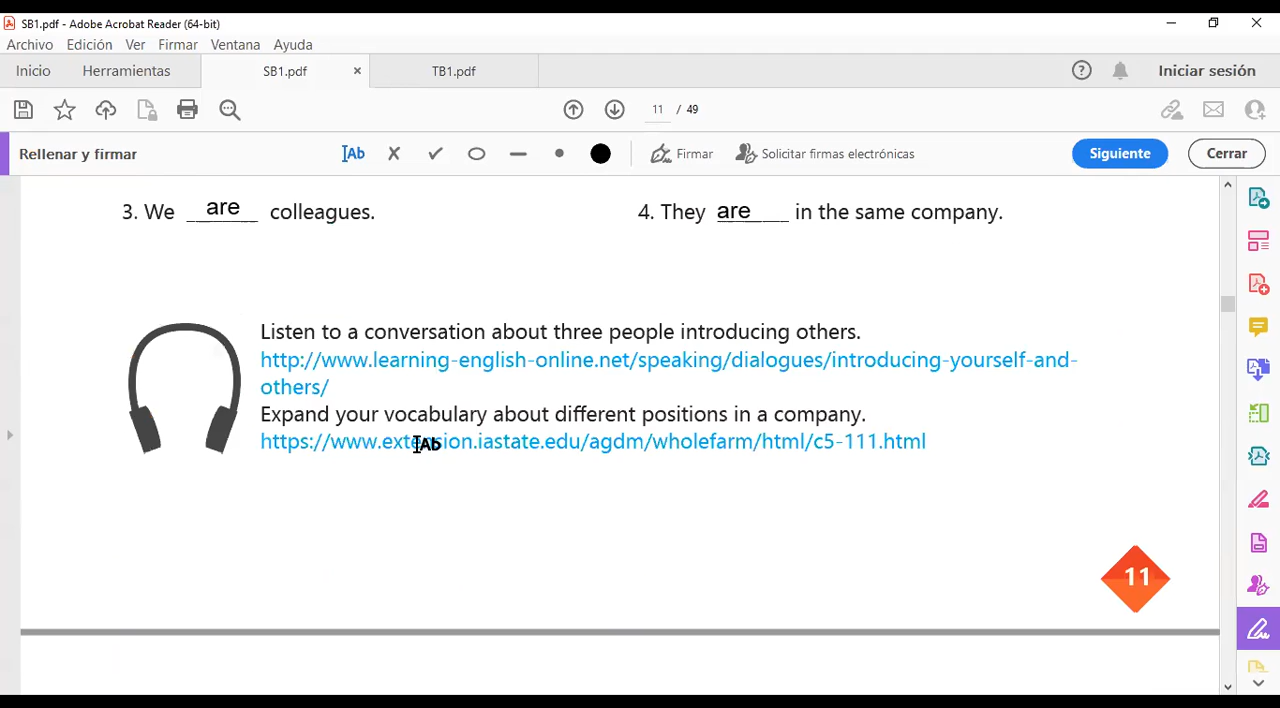 SB1.pdf - Adobe Acrobat Reader (64-bit)
Archivo Edición Ver Firmar Ventana Ayuda
Inicio Herramientas SB1.pdf × TB1.pdf Iniciar sesión
11 / 49
Rellenar y firmar Ab Firmar Solicitar firmas electrónicas Siguiente Cerrar
3. We are colleagues. 4. They are in the same company.
Listen to a conversation about three people introducing others.
http://www.learning-english-online.net/speaking/dialogues/introducing-yourself-and-
others/
Expand your vocabulary about different positions in a company.
https://www.extension.iastate.edu/agdm/wholefarm/html/c5-111.html
Ab
11